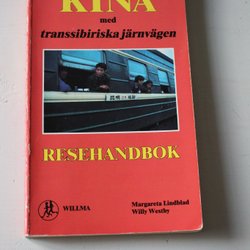 KINA
med
transsibiriska järnvägen
RESEHANDBOK
WILLMA
Margareta Lindblad
Willy Westby